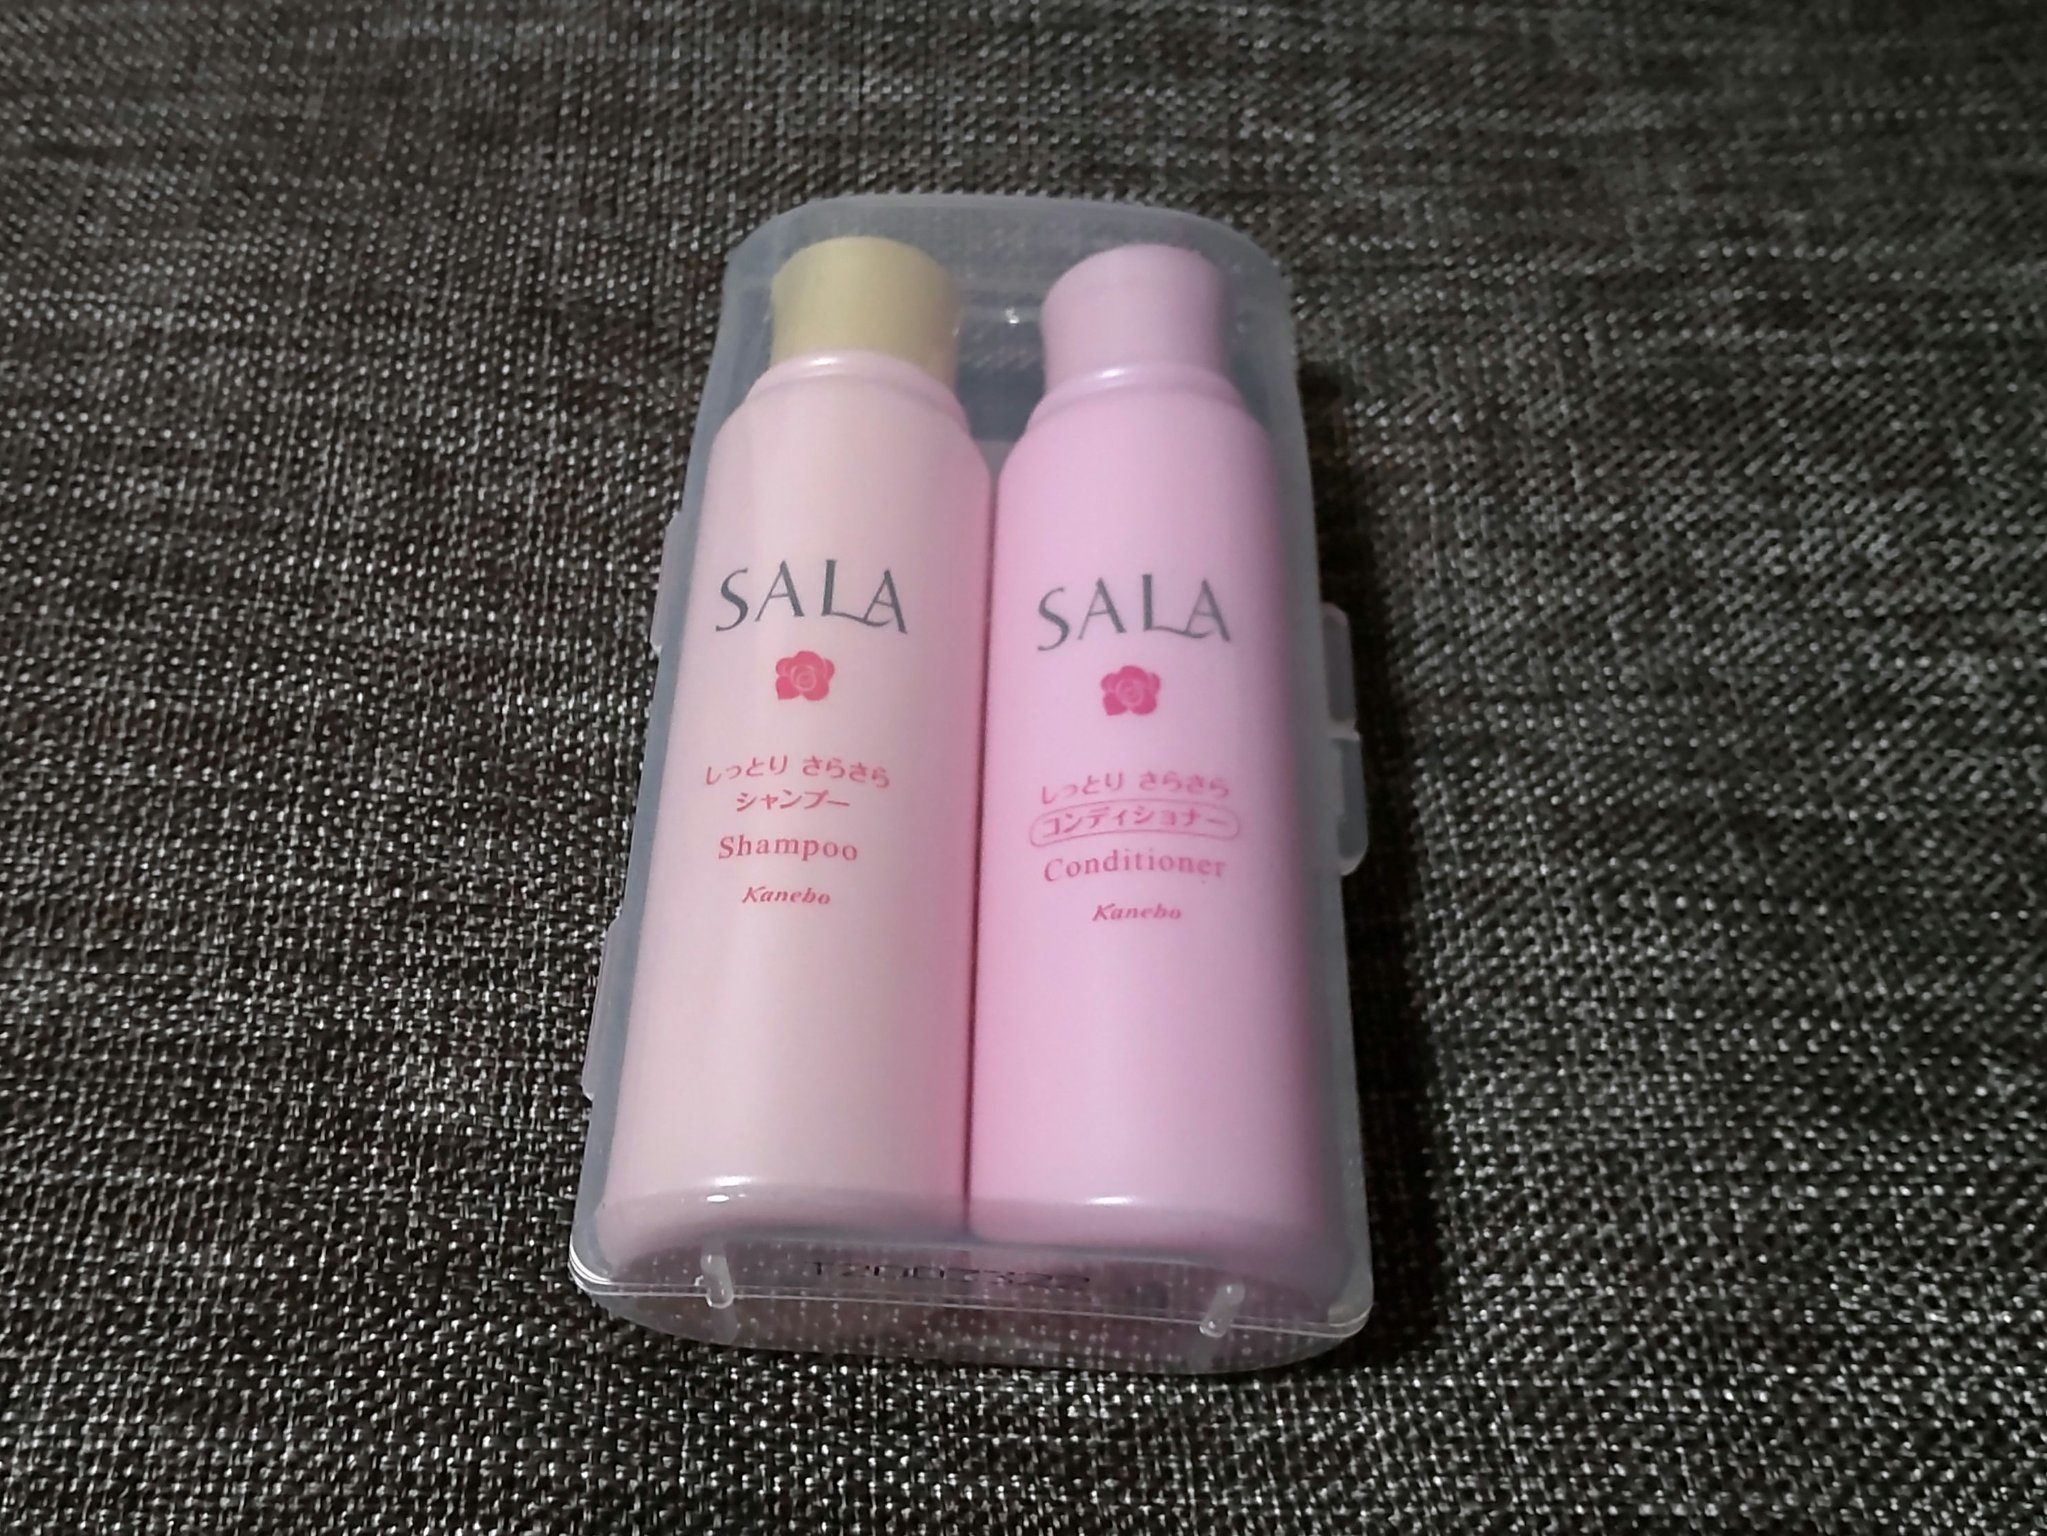 SALA
しっとり さらさら
シャンプー
Shampoo
Kanebo
SALA
しっとり さらさら
コンディショナー
Conditioner
Kanebo